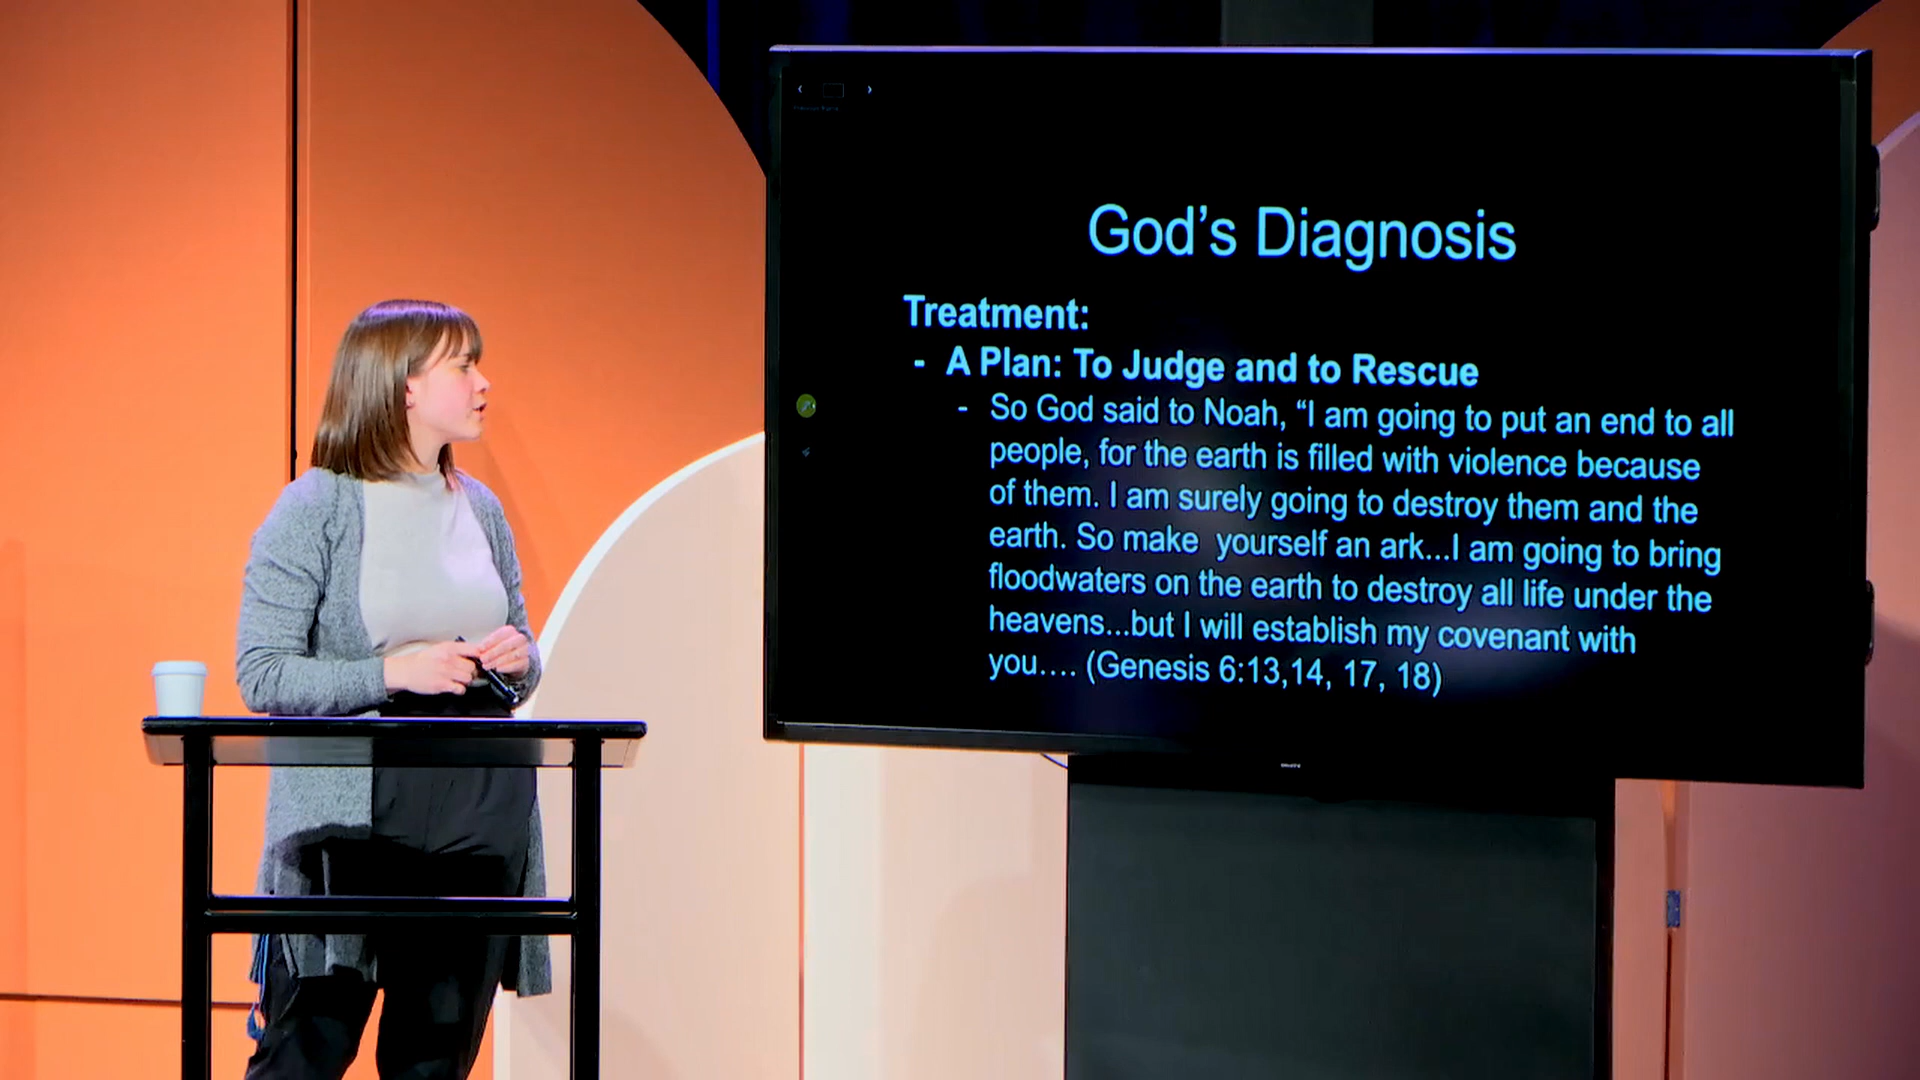 God’s Diagnosis
Treatment:
- A Plan: To Judge and to Rescue
- So God said to Noah, “I am going to put an end to all
people, for the earth is filled with violence because
of them. I am surely going to destroy them and the
earth. So make  yourself an ark...I am going to bring
floodwaters on the earth to destroy all life under the
heavens...but I will establish my covenant with
you.... (Genesis 6:13,14, 17, 18)